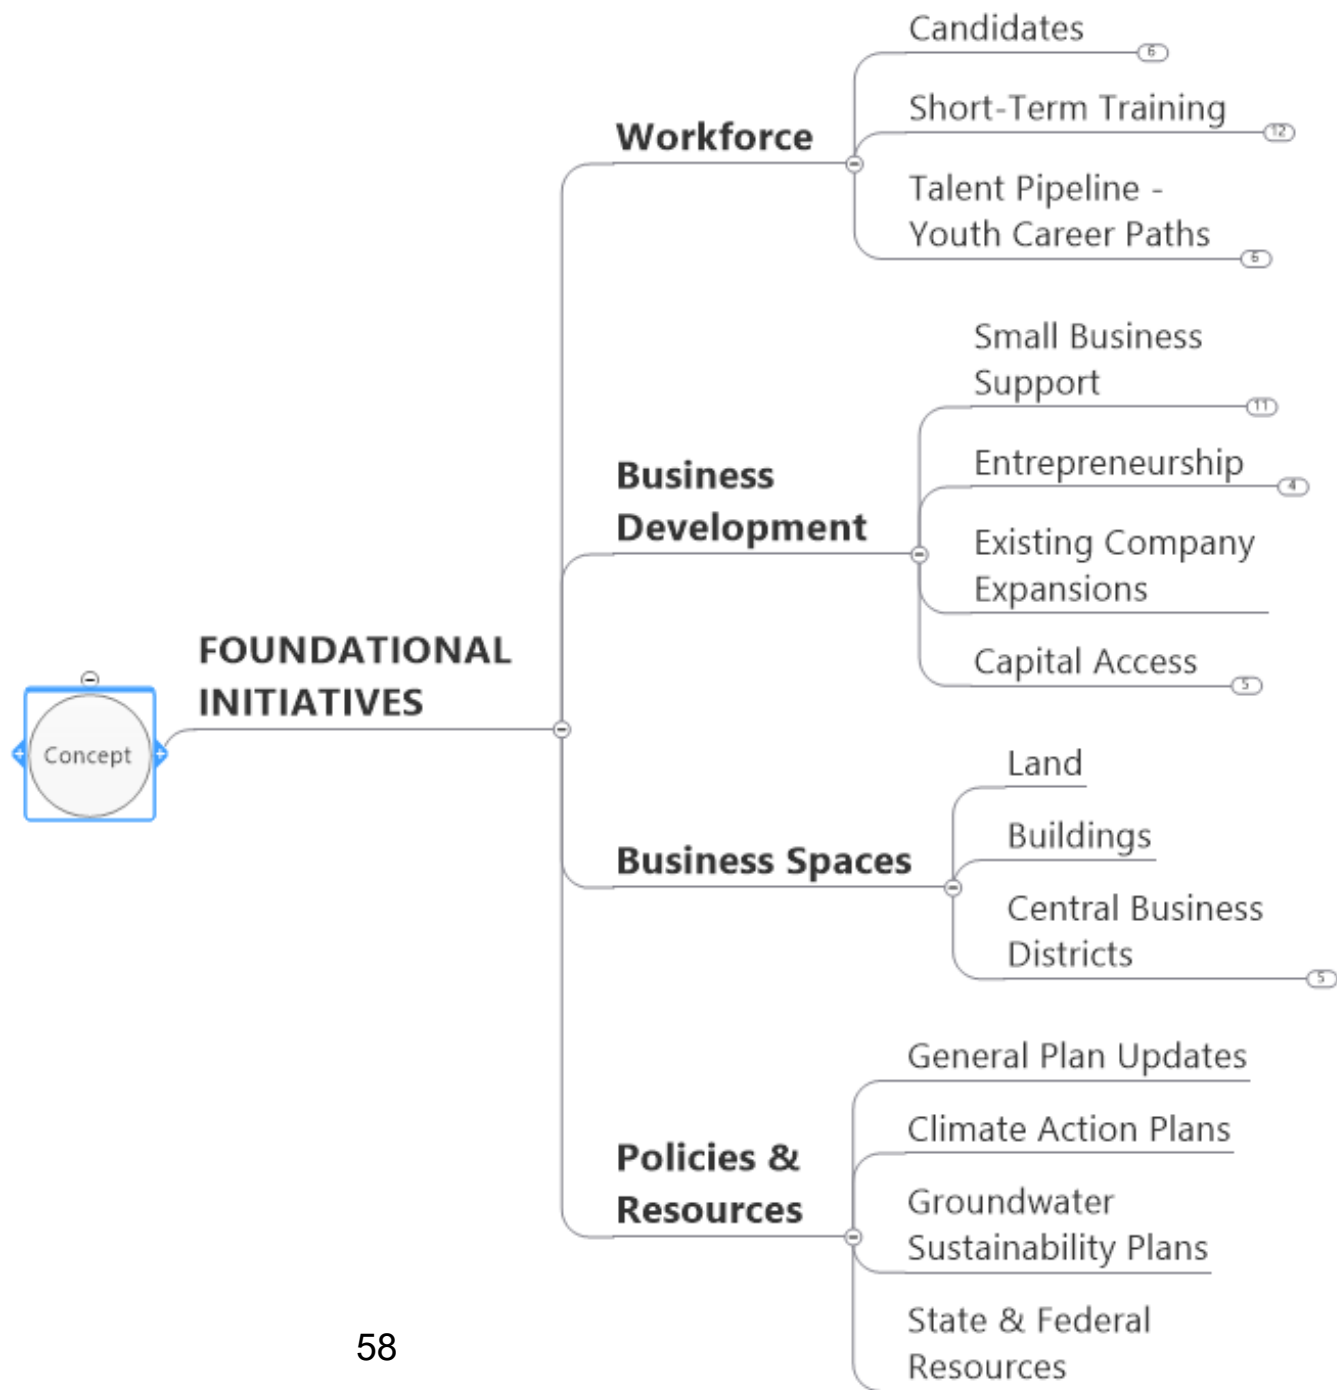 Concept
FOUNDATIONAL
INITIATIVES
Workforce
Candidates
6
Short-Term Training
12
Talent Pipeline -
Youth Career Paths
6
Business
Development
Small Business
Support
11
Entrepreneurship
4
Existing Company
Expansions
Capital Access
5
Business Spaces
Land
Buildings
Central Business
Districts
5
Policies &
Resources
General Plan Updates
Climate Action Plans
Groundwater
Sustainability Plans
State & Federal
Resources
58